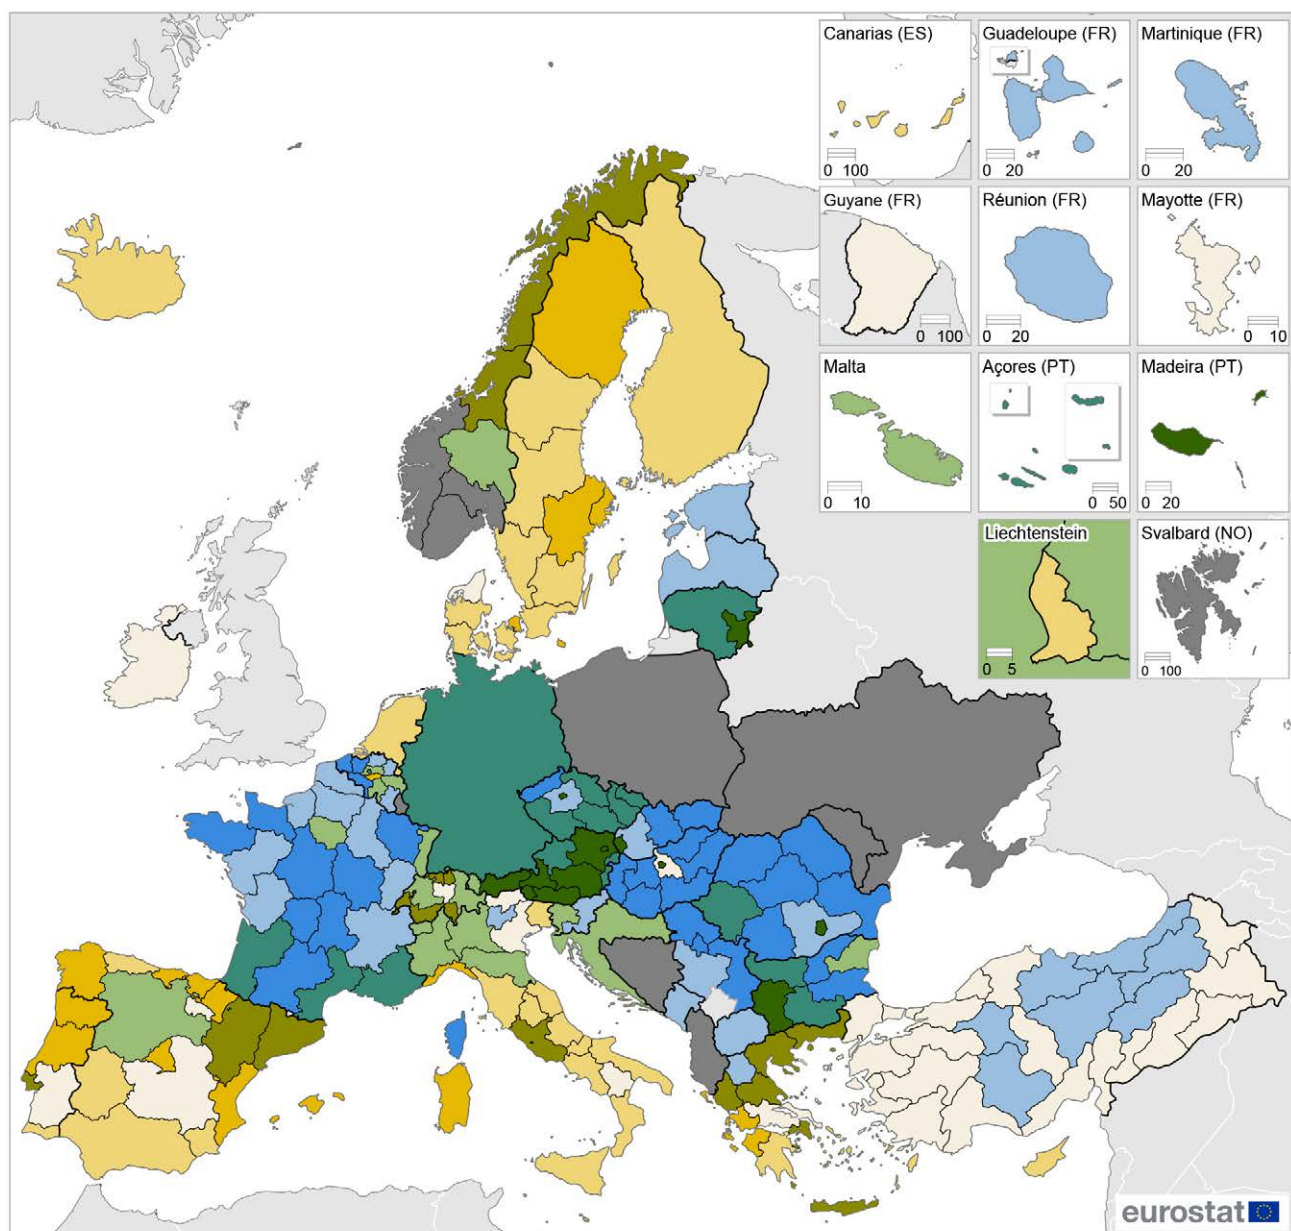 Canarias (ES)
0 100
Guadeloupe (FR)
0 20
Martinique (FR)
0 20
Guyane (FR)
0 100
Réunion (FR)
0 20
Mayotte (FR)
0 10
Malta
0 10
Açores (PT)
0 50
Madeira (PT)
0 20
Liechtenstein
0 5
Svalbard (NO)
0 100
eurostat